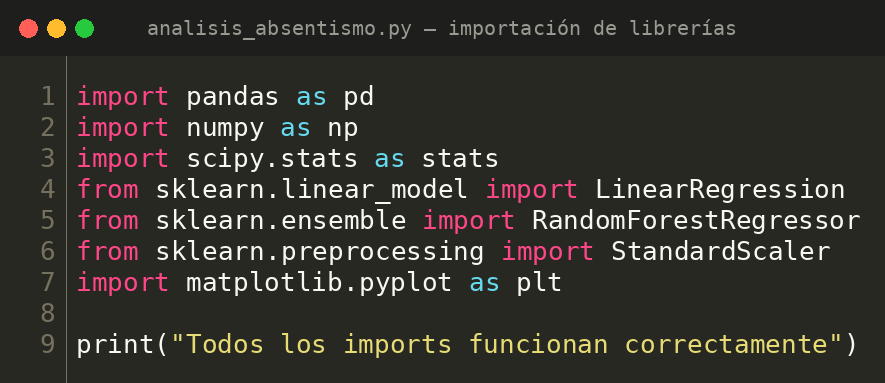 analisis_absentismo.py — importación de librerías
1 import pandas as pd
2 import numpy as np
3 import scipy.stats as stats
4 from sklearn.linear_model import LinearRegression
5 from sklearn.ensemble import RandomForestRegressor
6 from sklearn.preprocessing import StandardScaler
7 import matplotlib.pyplot as plt
8
9 print("Todos los imports funcionan correctamente")